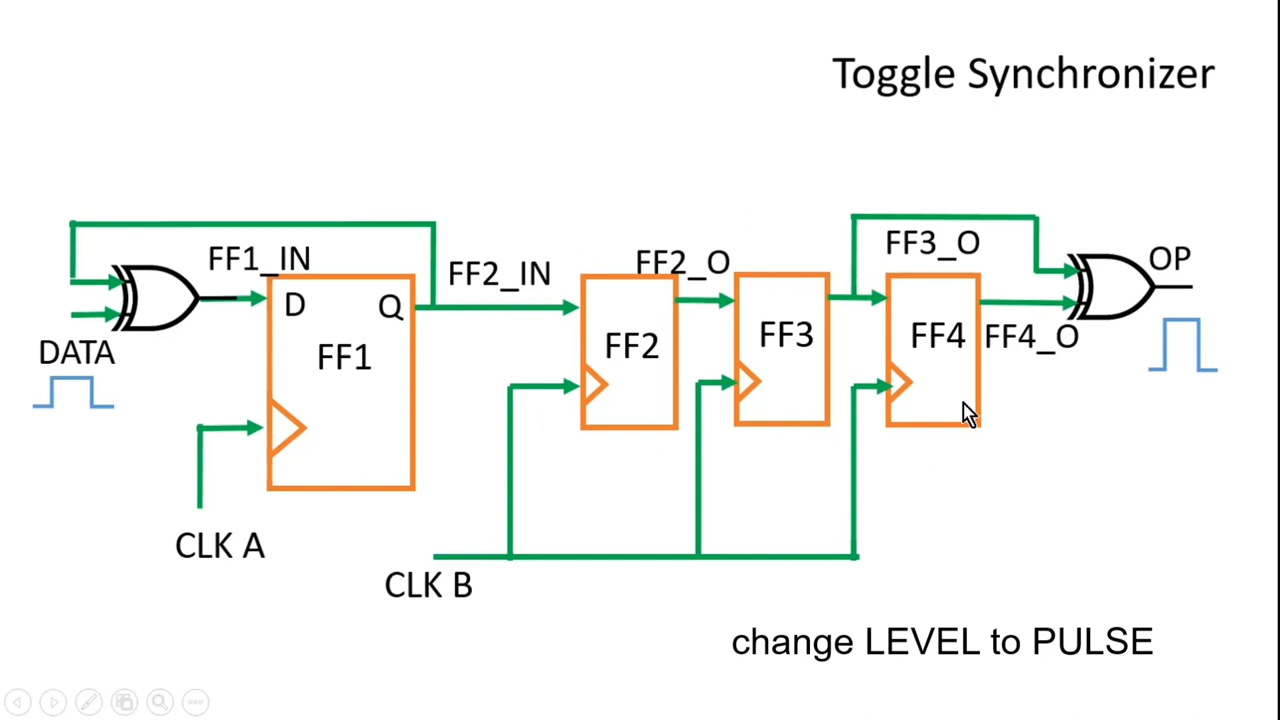 Toggle Synchronizer
FF1_IN
FF2_IN
FF2_O
FF3_O
OP
D
Q
FF1
FF2
FF3
FF4
FF4_O
DATA
CLK A
CLK B
change LEVEL to PULSE